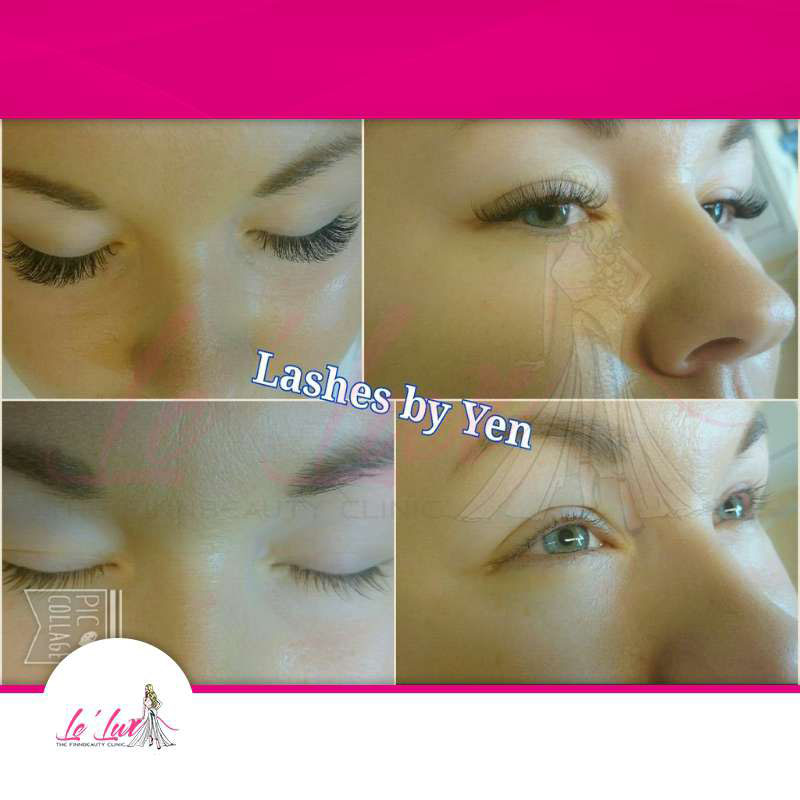 Lashes by Yen
Le' Lux
THE FINNBEAUTY CLINIC
PIC
COLLAGE
Le' Lux
THE FINNBEAUTY CLINIC